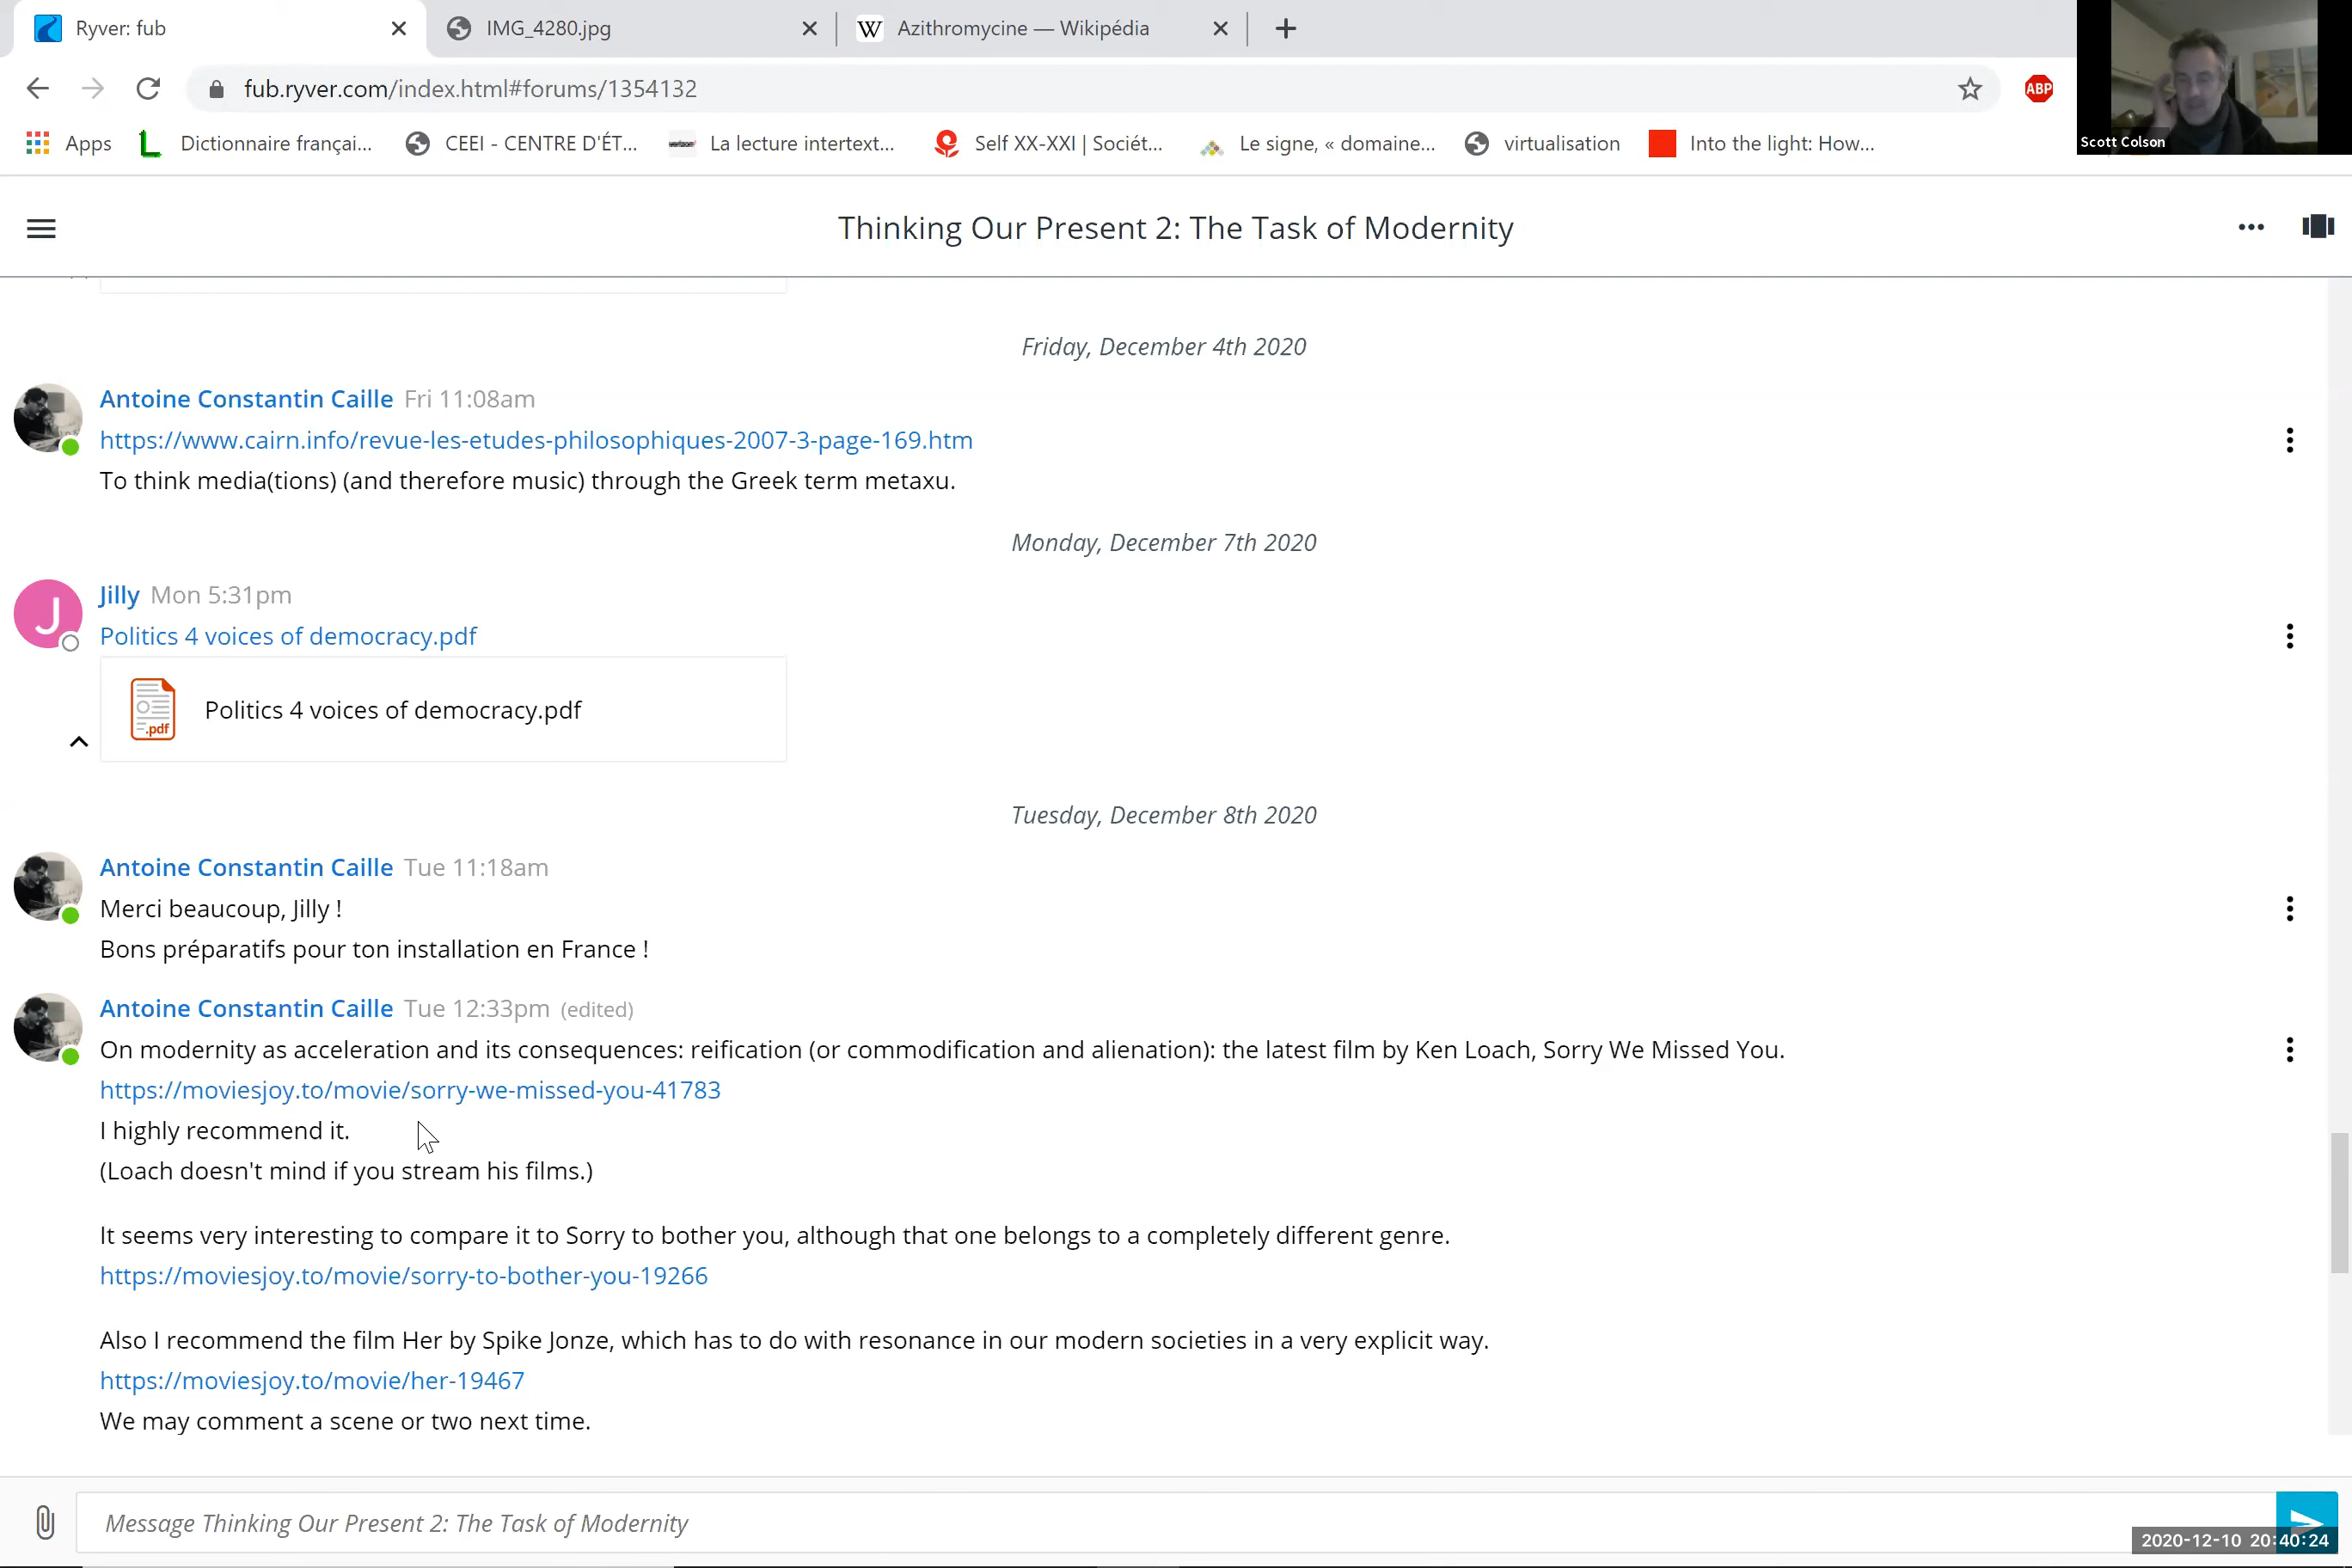 Ryver: fub
IMG_4280.jpg
W Azithromycine — Wikipédia
fub.ryver.com/index.html#forums/1354132
ABP
Scott Colson
Apps
L Dictionnaire françai...
CEEI - CENTRE D'ÉT...
La lecture intertext...
Self XX-XXI | Sociét...
Le signe, « domaine...
virtualisation
Into the light: How...
Thinking Our Present 2: The Task of Modernity
Friday, December 4th 2020
Antoine Constantin Caille Fri 11:08am
https://www.cairn.info/revue-les-etudes-philosophiques-2007-3-page-169.htm
To think media(tions) (and therefore music) through the Greek term metaxu.
Monday, December 7th 2020
J
Jilly Mon 5:31pm
Politics 4 voices of democracy.pdf
.pdf
Politics 4 voices of democracy.pdf
Tuesday, December 8th 2020
Antoine Constantin Caille Tue 11:18am
Merci beaucoup, Jilly !
Bons préparatifs pour ton installation en France !
Antoine Constantin Caille Tue 12:33pm (edited)
On modernity as acceleration and its consequences: reification (or commodification and alienation): the latest film by Ken Loach, Sorry We Missed You.
https://moviesjoy.to/movie/sorry-we-missed-you-41783
I highly recommend it.
(Loach doesn't mind if you stream his films.)
It seems very interesting to compare it to Sorry to bother you, although that one belongs to a completely different genre.
https://moviesjoy.to/movie/sorry-to-bother-you-19266
Also I recommend the film Her by Spike Jonze, which has to do with resonance in our modern societies in a very explicit way.
https://moviesjoy.to/movie/her-19467
We may comment a scene or two next time.
Message Thinking Our Present 2: The Task of Modernity
2020-12-10 20:40:24